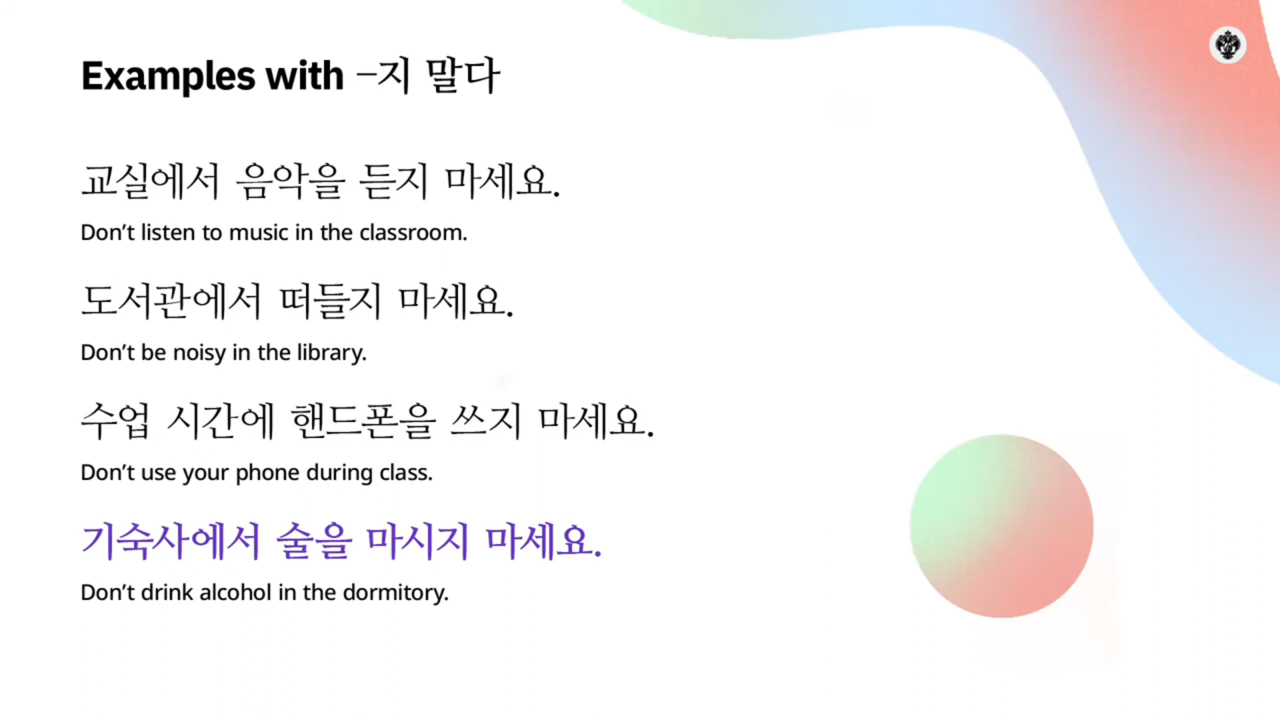 Examples with –지 말다
교실에서 음악을 듣지 마세요.
Don’t listen to music in the classroom.
도서관에서 떠들지 마세요.
Don’t be noisy in the library.
수업 시간에 핸드폰을 쓰지 마세요.
Don’t use your phone during class.
기숙사에서 술을 마시지 마세요.
Don’t drink alcohol in the dormitory.